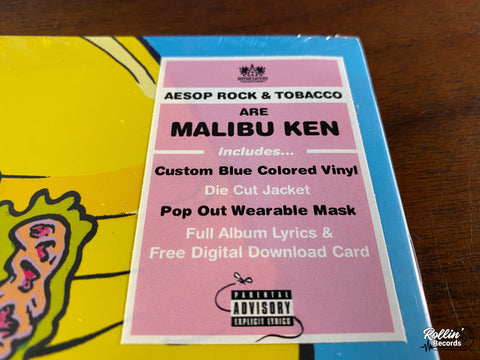 RHYMESAYERS
AESOP ROCK & TOBACCO
ARE
MALIBU KEN
Includes...
Custom Blue Colored Vinyl
Die Cut Jacket
Pop Out Wearable Mask
Full Album Lyrics &
Free Digital Download Card
PARENTAL
ADVISORY
EXPLICIT LYRICS
Rollin'
Records